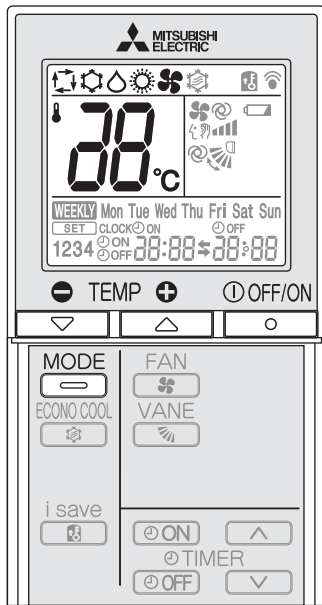 MITSUBISHI
ELECTRIC
88°C
WEEKLY Mon Tue Wed Thu Fri Sat Sun
SET CLOCK ON OFF
1234 ON OFF 88:88 88:88
TEMP OFF/ON
MODE FAN
ECONO COOL VANE
i save
ON
TIMER
OFF